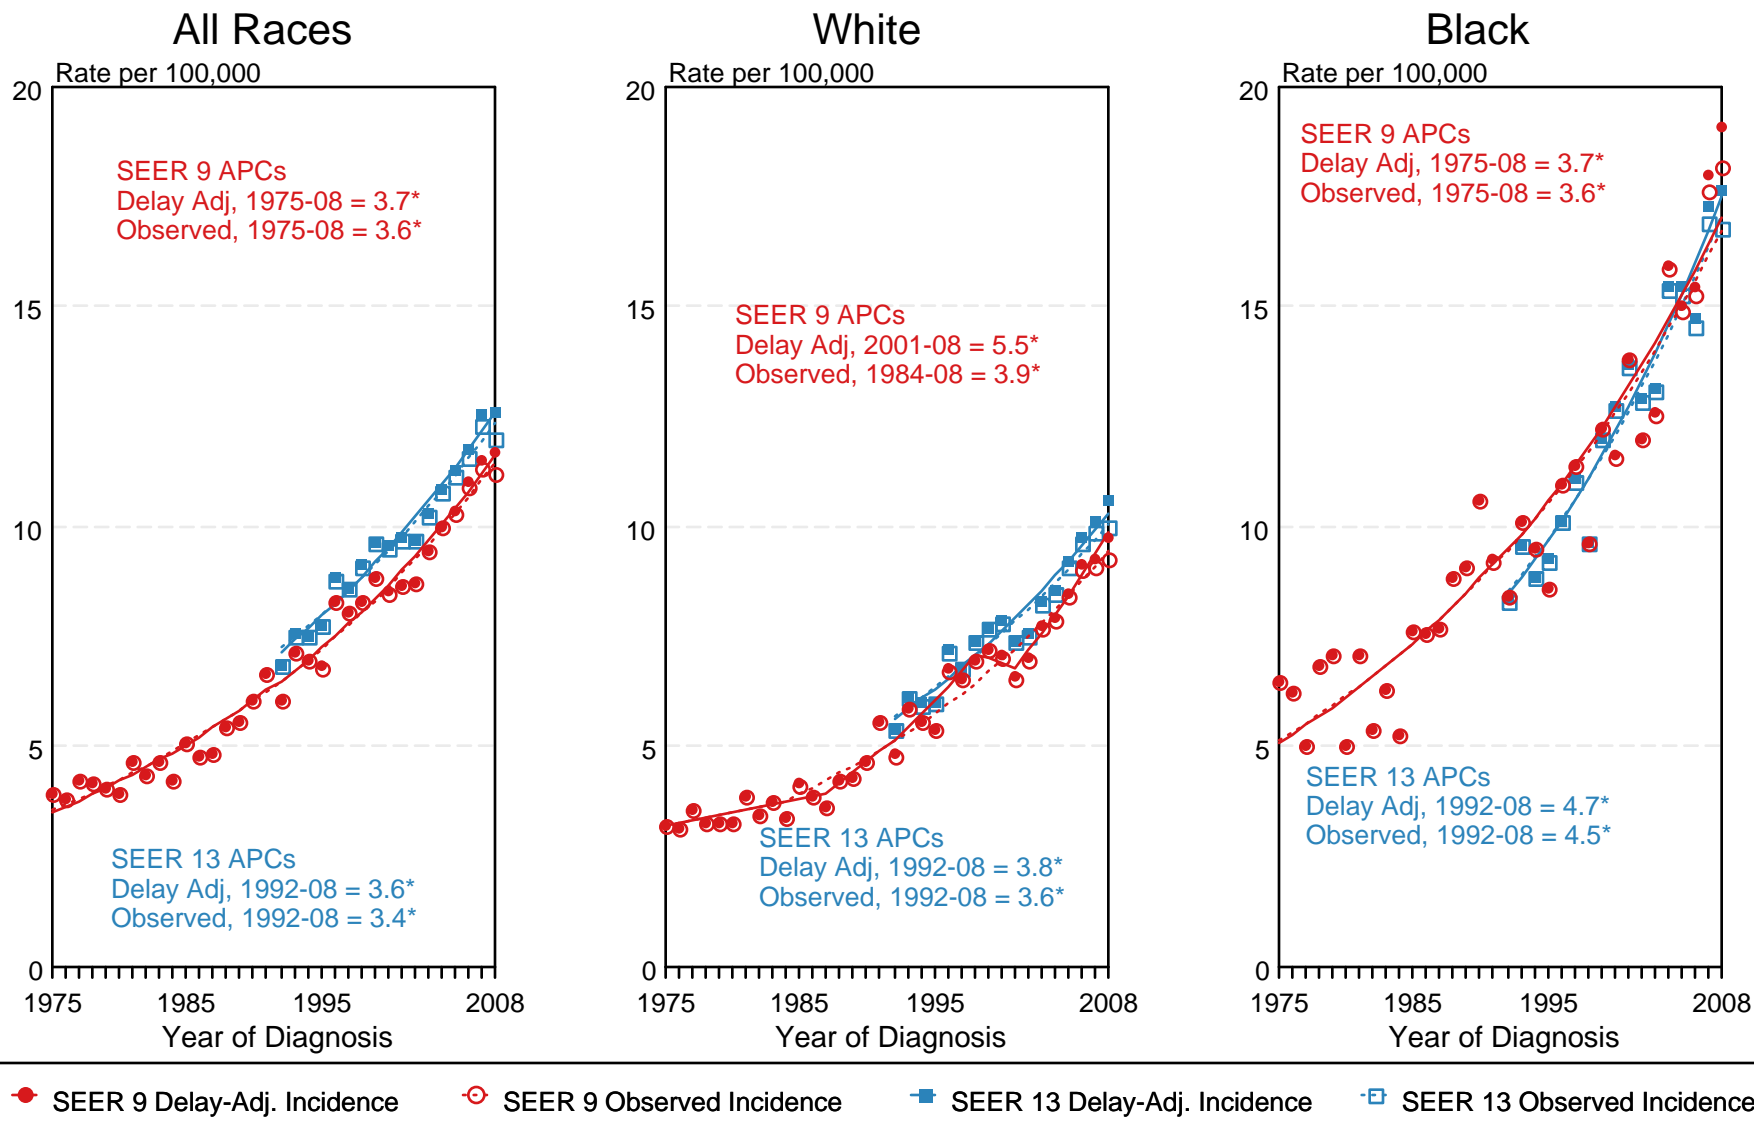 All Races
Rate per 100,000
20
15
10
5
0
SEER 9 APCs
Delay Adj, 1975-08 = 3.7*
Observed, 1975-08 = 3.6*
SEER 13 APCs
Delay Adj, 1992-08 = 3.6*
Observed, 1992-08 = 3.4*
1975 1985 1995 2008
Year of Diagnosis
White
Rate per 100,000
20
15
10
5
0
SEER 9 APCs
Delay Adj, 2001-08 = 5.5*
Observed, 1984-08 = 3.9*
SEER 13 APCs
Delay Adj, 1992-08 = 3.8*
Observed, 1992-08 = 3.6*
1975 1985 1995 2008
Year of Diagnosis
Black
Rate per 100,000
20
15
10
5
0
SEER 9 APCs
Delay Adj, 1975-08 = 3.7*
Observed, 1975-08 = 3.6*
SEER 13 APCs
Delay Adj, 1992-08 = 4.7*
Observed, 1992-08 = 4.5*
1975 1985 1995 2008
Year of Diagnosis
SEER 9 Delay-Adj. Incidence
SEER 9 Observed Incidence
SEER 13 Delay-Adj. Incidence
SEER 13 Observed Incidence